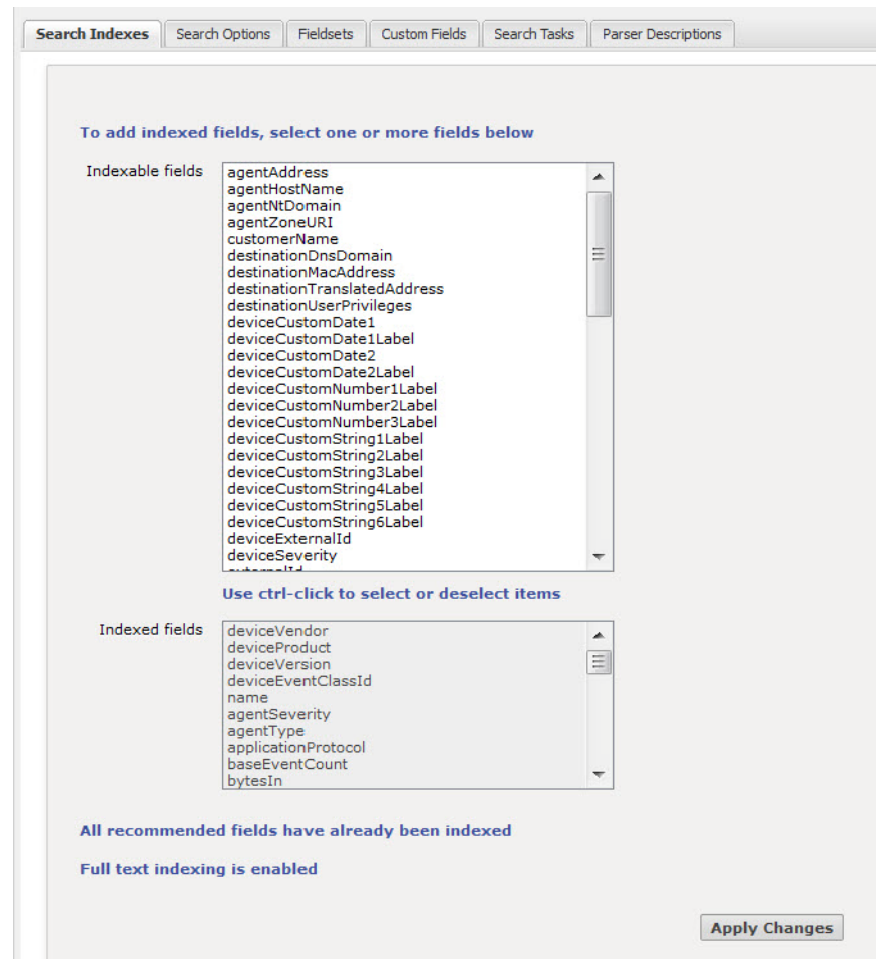 Search Indexes Search Options Fieldsets Custom Fields Search Tasks Parser Descriptions
To add indexed fields, select one or more fields below
Indexable fields
agentAddress
agentHostName
agentNtDomain
agentZoneURI
customerName
destinationDnsDomain
destinationMacAddress
destinationTranslatedAddress
destinationUserPrivileges
deviceCustomDate1
deviceCustomDate1Label
deviceCustomDate2
deviceCustomDate2Label
deviceCustomNumber1Label
deviceCustomNumber2Label
deviceCustomNumber3Label
deviceCustomString1Label
deviceCustomString2Label
deviceCustomString3Label
deviceCustomString4Label
deviceCustomString5Label
deviceCustomString6Label
deviceExternalId
deviceSeverity
externalId
Use ctrl-click to select or deselect items
Indexed fields
deviceVendor
deviceProduct
deviceVersion
deviceEventClassId
name
agentSeverity
agentType
applicationProtocol
baseEventCount
bytesIn
All recommended fields have already been indexed
Full text indexing is enabled
Apply Changes